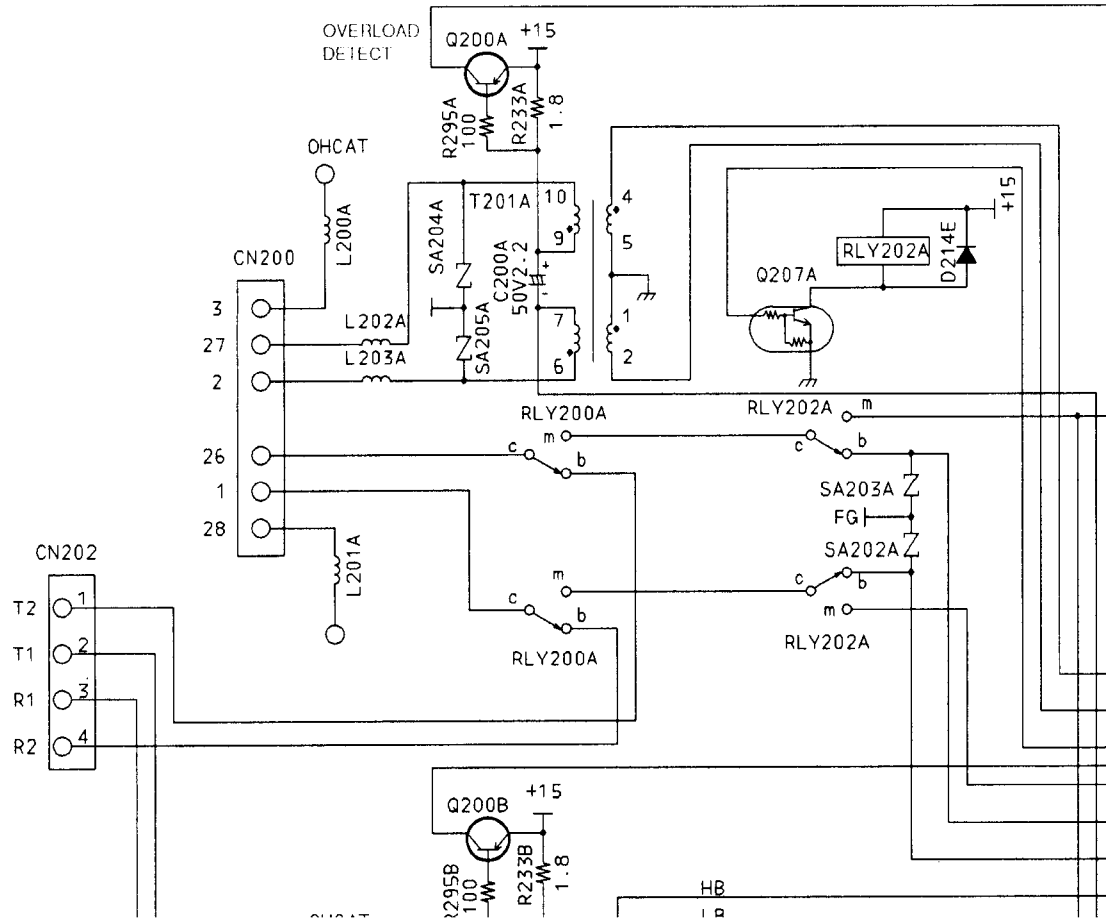 OVERLOAD
DETECT
Q200A
+15
R295A
100
R233A
1.8
OHCAT
L200A
CN200
3
27
2
26
1
28
L202A
L203A
SA204A
SA205A
T201A
10
9
7
6
4
5
1
2
C200A
50V2.2
+
-
+15
RLY202A
D214E
Q207A
RLY200A
m
c
b
RLY202A
m
c
b
SA203A
FG
SA202A
L201A
m
c
b
RLY200A
c
b
m
RLY202A
CN202
T2
1
T1
2
R1
3
R2
4
Q200B
+15
R295B
100
R233B
1.8
HB
LB
OHCAT